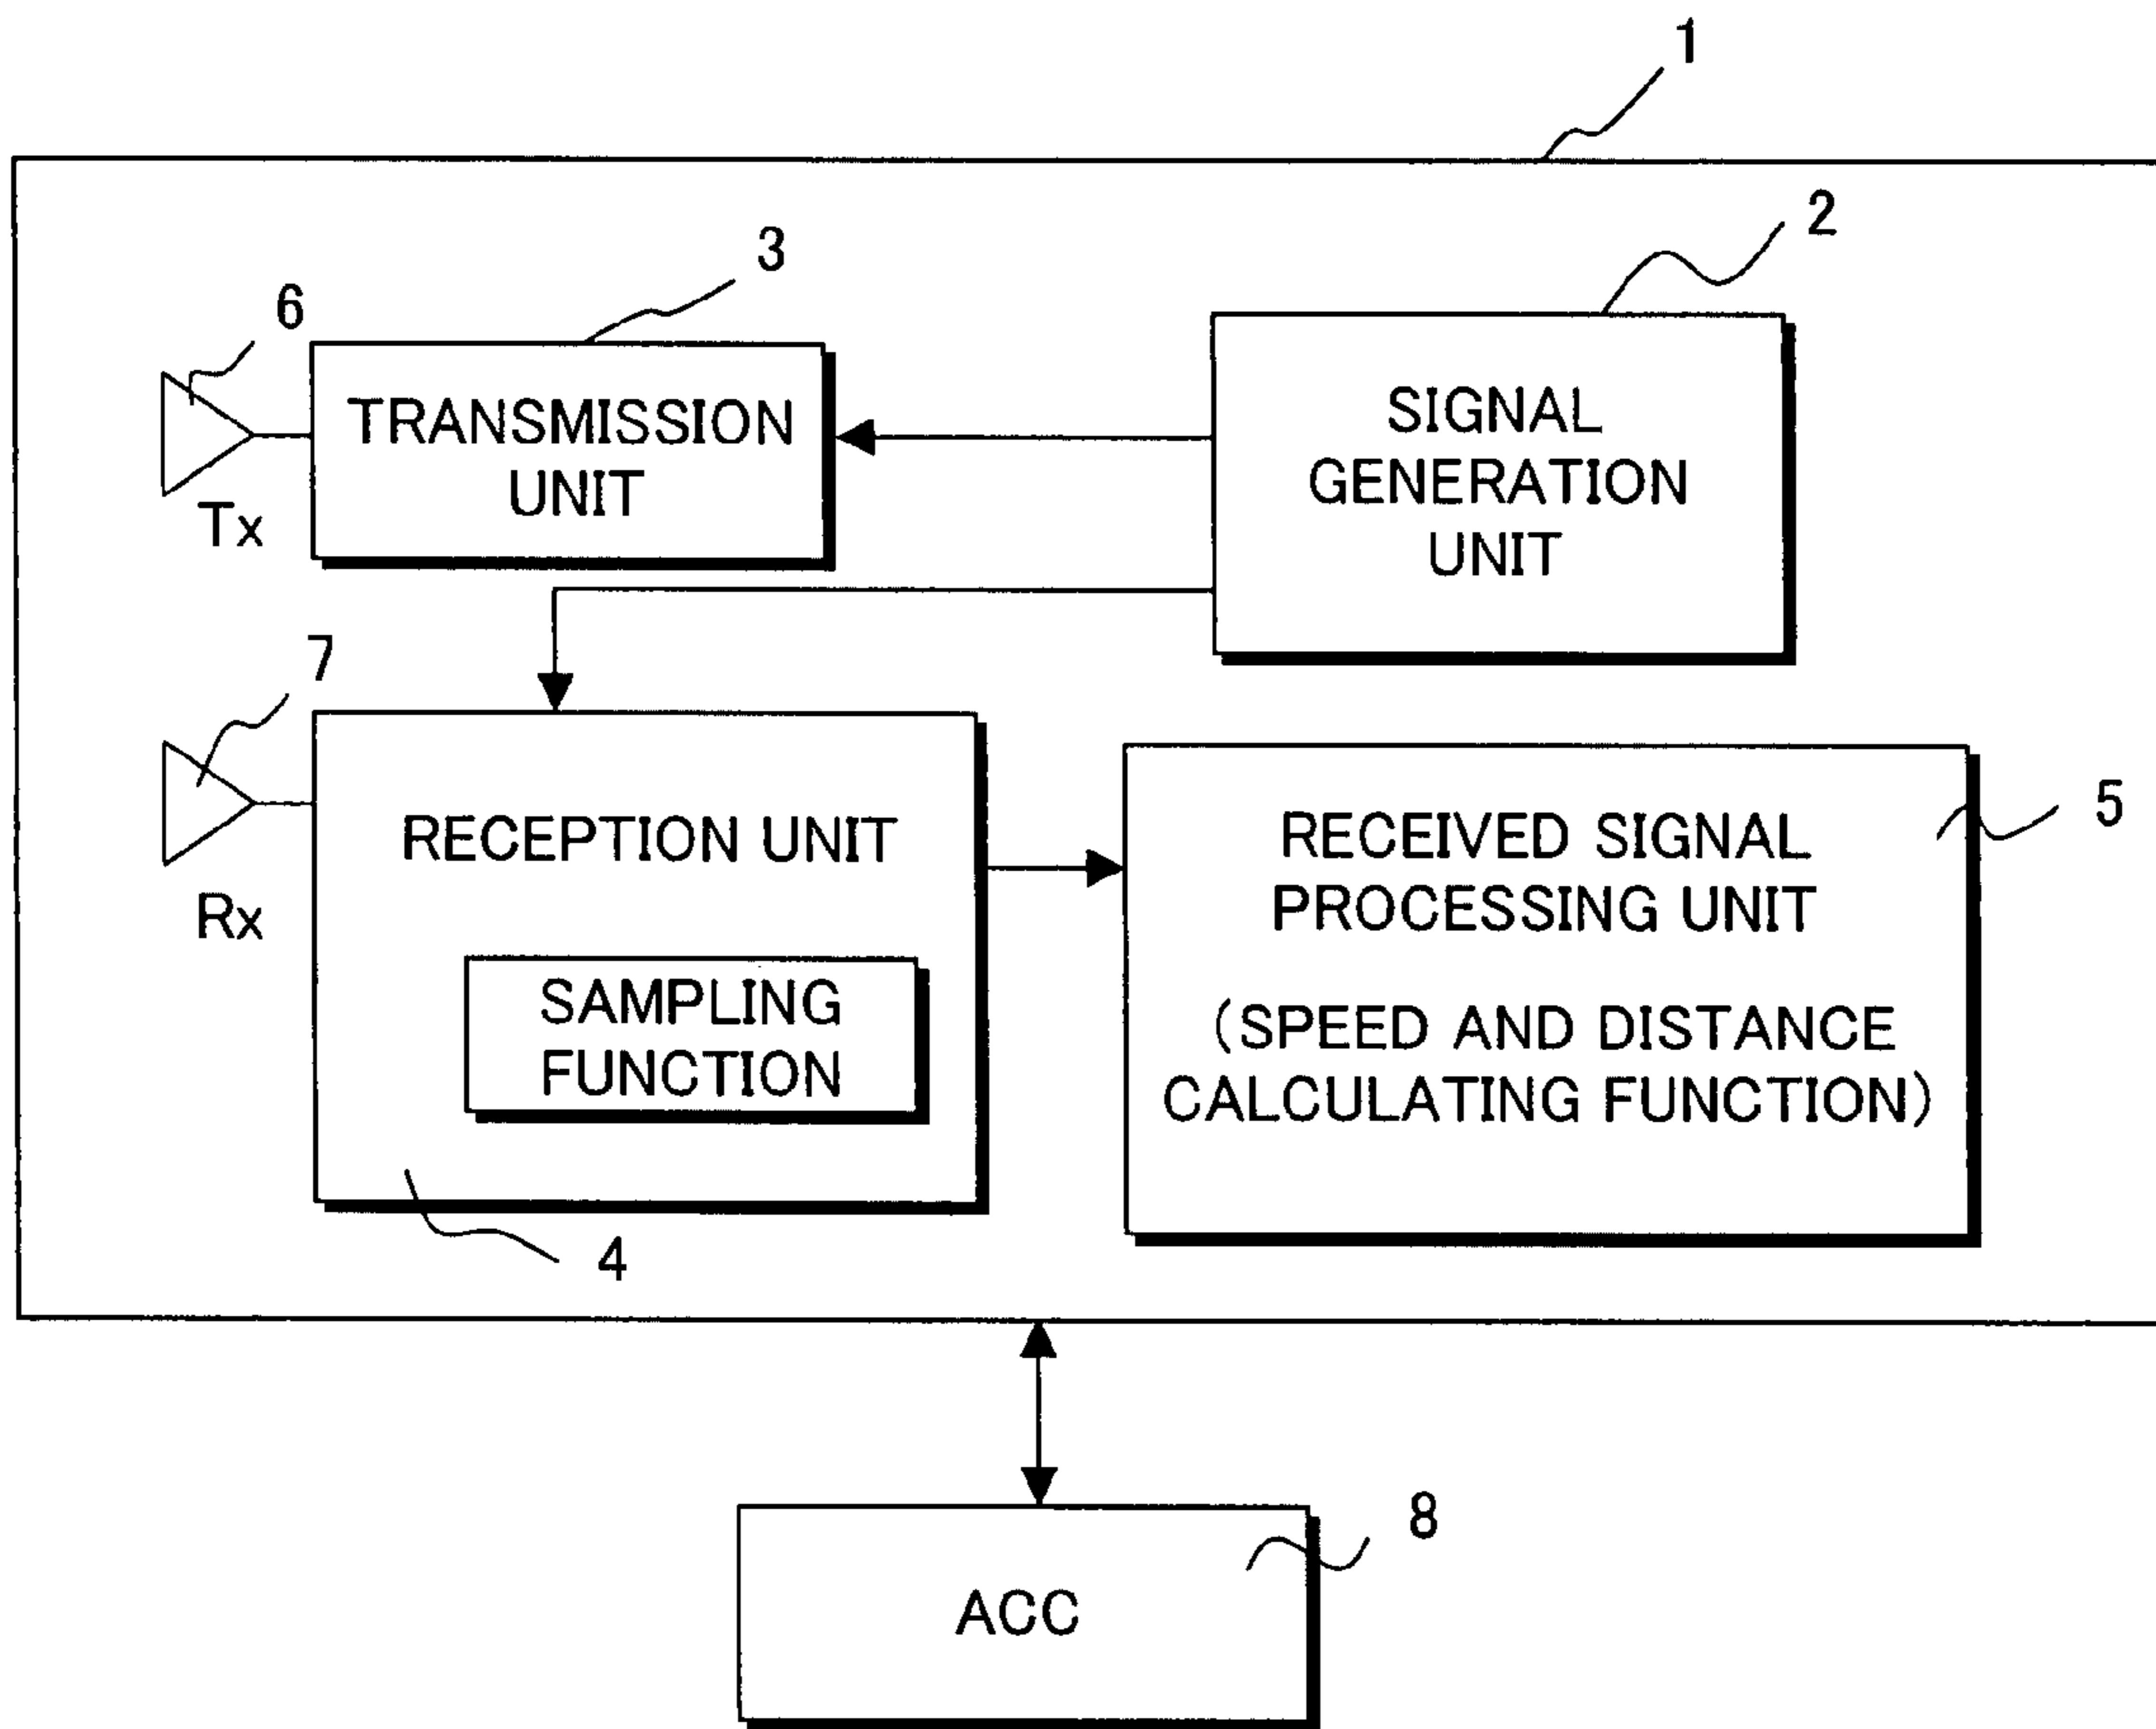 1
2
3
6
TRANSMISSION
UNIT
Tx
SIGNAL
GENERATION
UNIT
7
RECEPTION UNIT
Rx
SAMPLING
FUNCTION
4
RECEIVED SIGNAL
PROCESSING UNIT
(SPEED AND DISTANCE
CALCULATING FUNCTION)
5
8
ACC